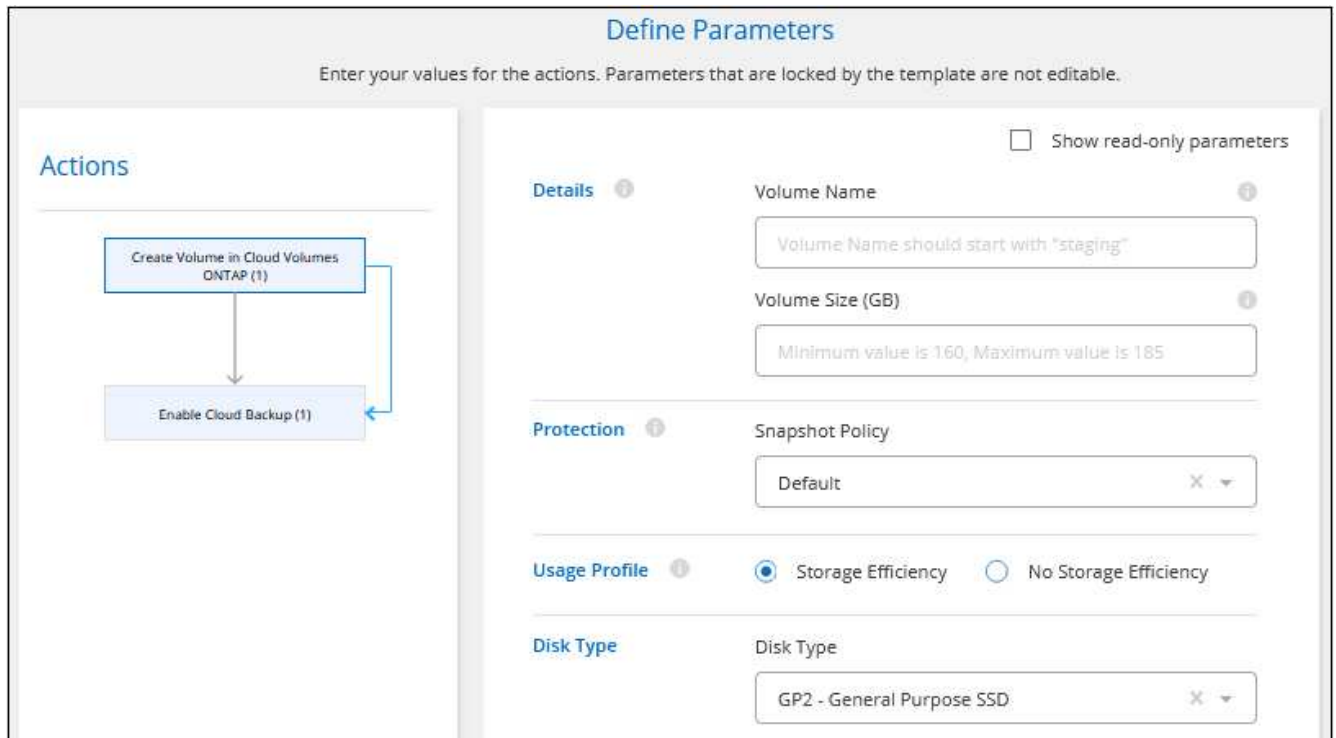 Define Parameters
Enter your values for the actions. Parameters that are locked by the template are not editable.
Actions
Create Volume in Cloud Volumes
ONTAP (1)
Enable Cloud Backup (1)
Show read-only parameters
Details
Volume Name
Volume Name should start with "staging"
Volume Size (GB)
Minimum value is 160, Maximum value is 185
Protection
Snapshot Policy
Default
Usage Profile
Storage Efficiency
No Storage Efficiency
Disk Type
Disk Type
GP2 - General Purpose SSD